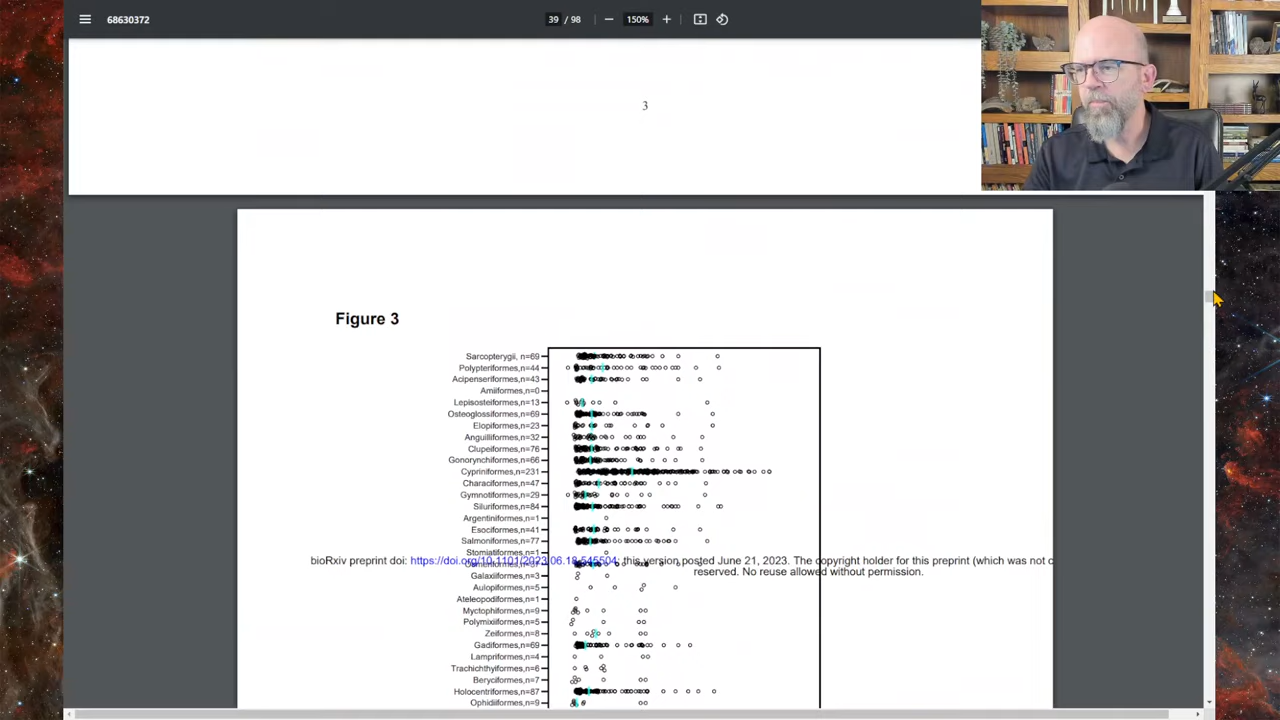 68630372
39 / 98
150%
3
Figure 3
Sarcopterygii, n=69
Polypteriformes,n=44
Acipenseriformes,n=43
Amiiformes,n=0
Lepisosteiformes,n=13
Osteoglossiformes,n=69
Elopiformes,n=23
Anguilliformes,n=32
Clupeiformes,n=76
Gonorynchiformes,n=66
Cypriniformes,n=231
Characiformes,n=47
Gymnotiformes,n=29
Siluriformes,n=84
Argentiniformes,n=1
Esociformes,n=41
Salmoniformes,n=77
Stomiatiformes,n=1
bioRxiv preprint doi: https://doi.org/10.1101/2023.06.18.545504; this version posted June 21, 2023. The copyright holder for this preprint (which was not c
reserved. No reuse allowed without permission.
Galaxiiformes,n=3
Aulopiformes,n=5
Ateleopodiformes,n=1
Myctophiformes,n=9
Polymixiiformes,n=5
Zeiformes,n=8
Gadiformes,n=69
Lampriformes,n=4
Trachichthyiformes,n=6
Beryciformes,n=7
Holocentriformes,n=87
Ophidiiformes,n=9